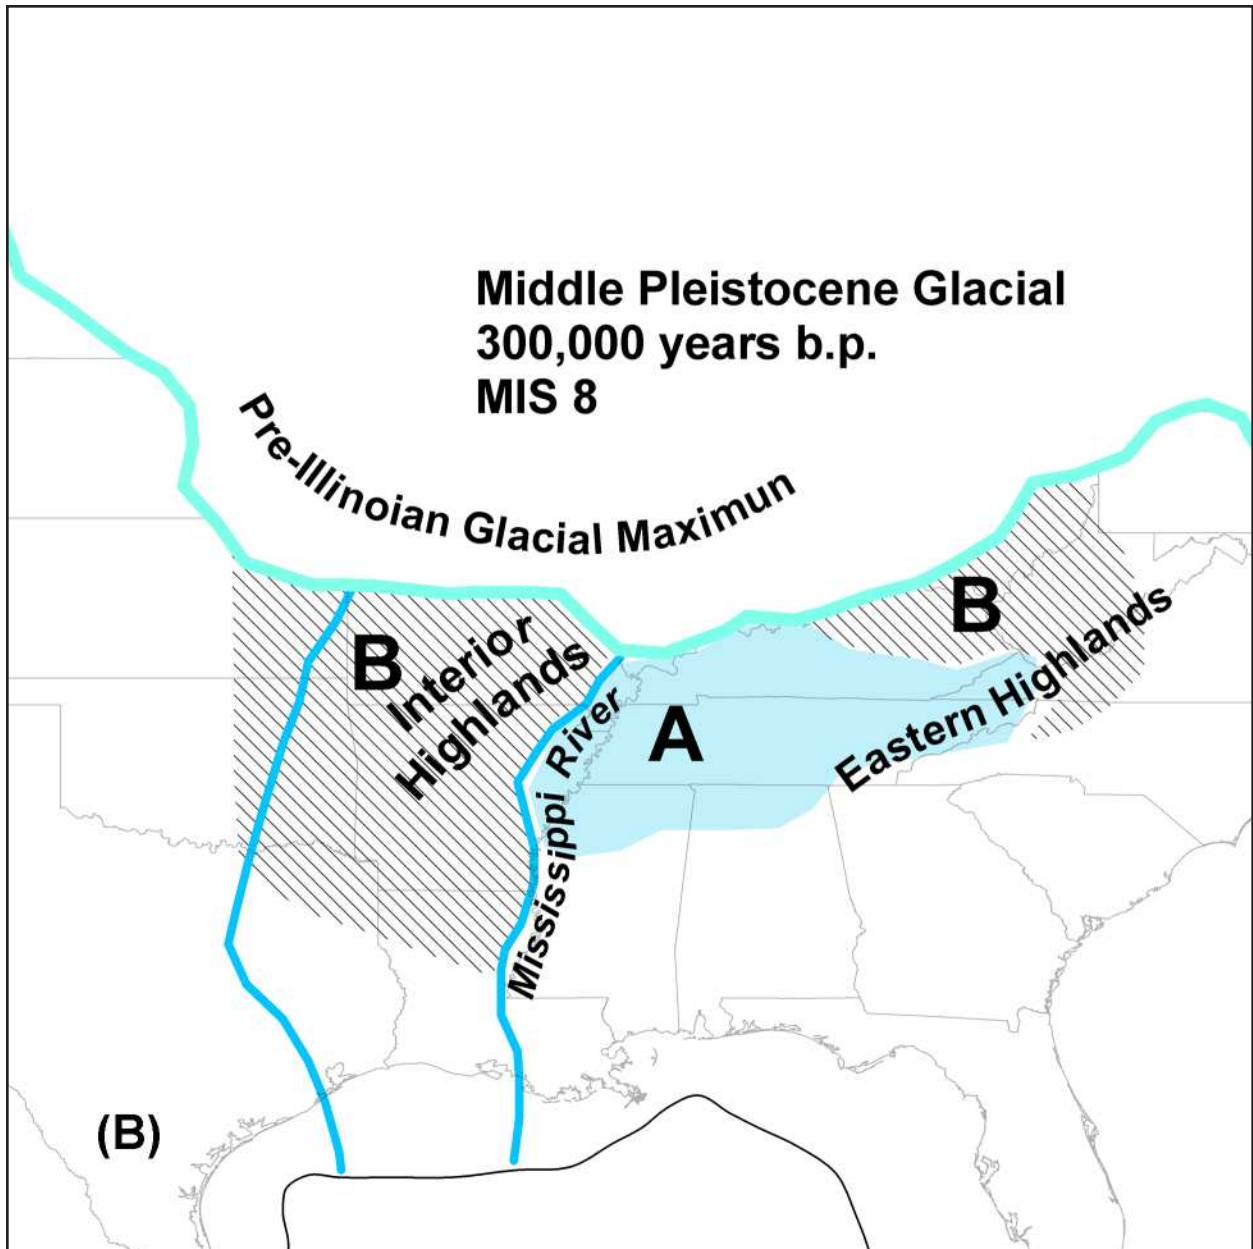 Middle Pleistocene Glacial
300,000 years b.p.
MIS 8
Pre-Illinoian Glacial Maximun
B
B
Interior
Highlands
Eastern Highlands
A
Mississippi River
(B)